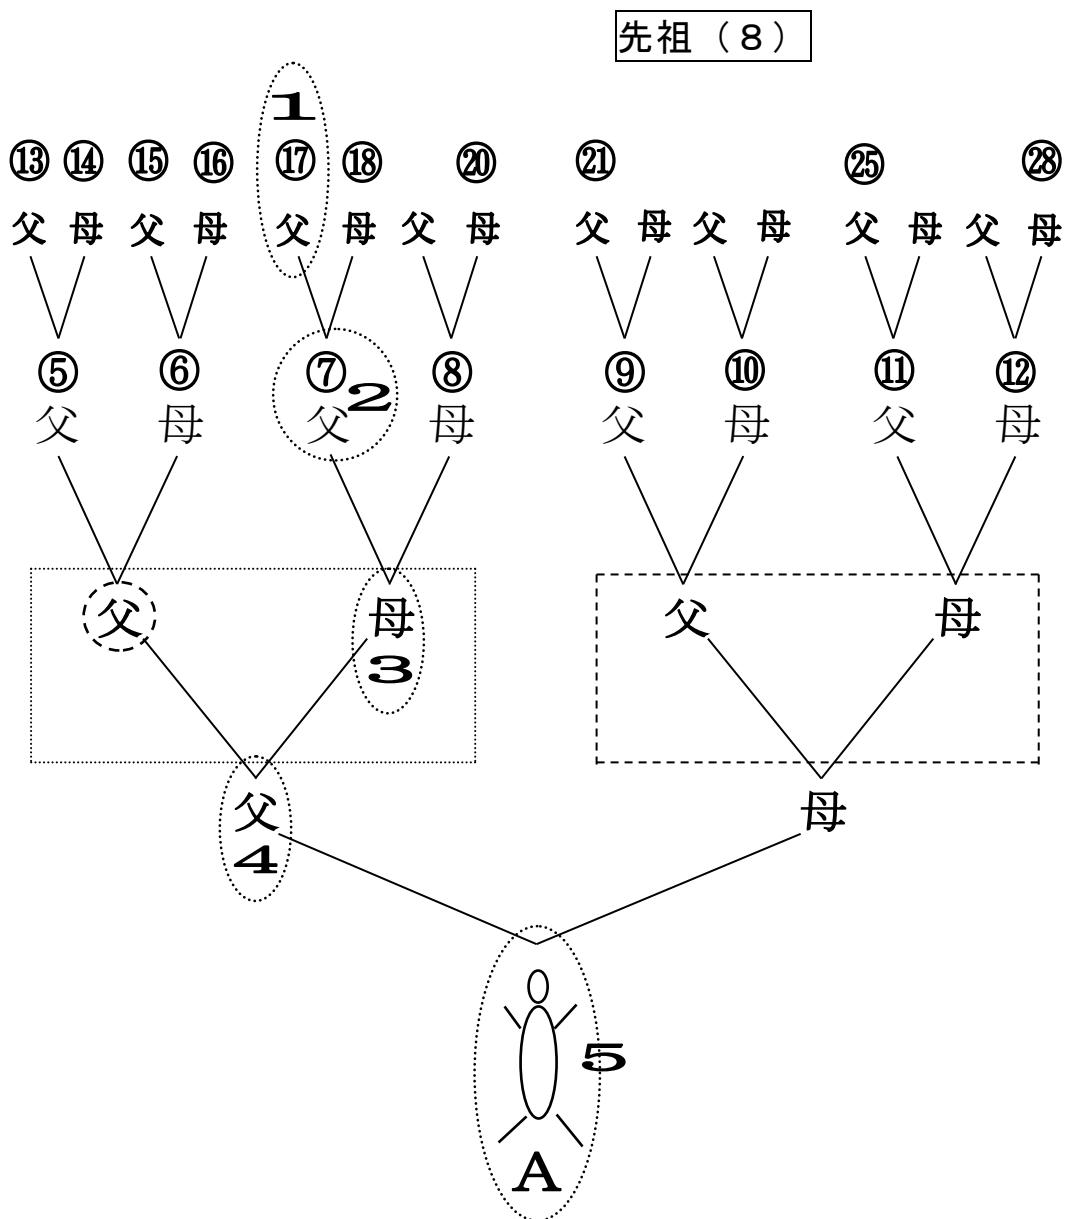 先祖（８）
1
⑬ ⑭ ⑮ ⑯ ⑰ ⑱ ⑳ ㉑ ㉕ ㉘
父 母 父 母 父 母 父 母 父 母 父 母 父 母 父 母
⑤ ⑥ ⑦ ⑧ ⑨ ⑩ ⑪ ⑫
2
父 母 父 母 父 母 父 母
父 母 父 母
3
父 母
4
5
A